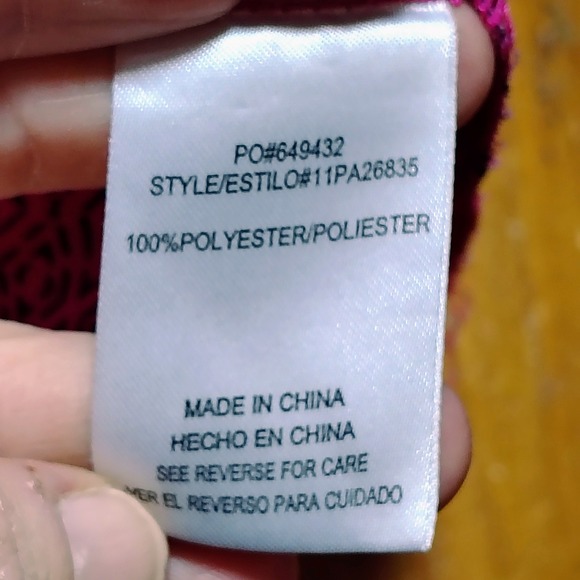 PO#649432
STYLE/ESTILO#11PA26835
100%POLYESTER/POLIESTER
MADE IN CHINA
HECHO EN CHINA
SEE REVERSE FOR CARE
VER EL REVERSO PARA CUIDADO